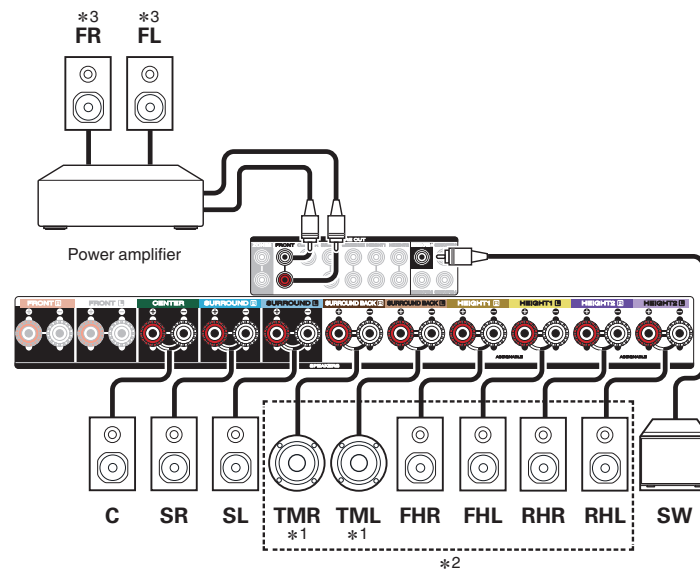 *3 *3
FR FL
Power amplifier
FRONT
FRONT R FRONT L CENTER SURROUND R SURROUND L SURROUND BACK R SURROUND BACK L HEIGHT1 R HEIGHT1 L HEIGHT2 R HEIGHT2 L
ASSIGNABLE ASSIGNABLE
SPEAKERS
C SR SL TMR TML FHR FHL RHR RHL SW
*1 *1
*2